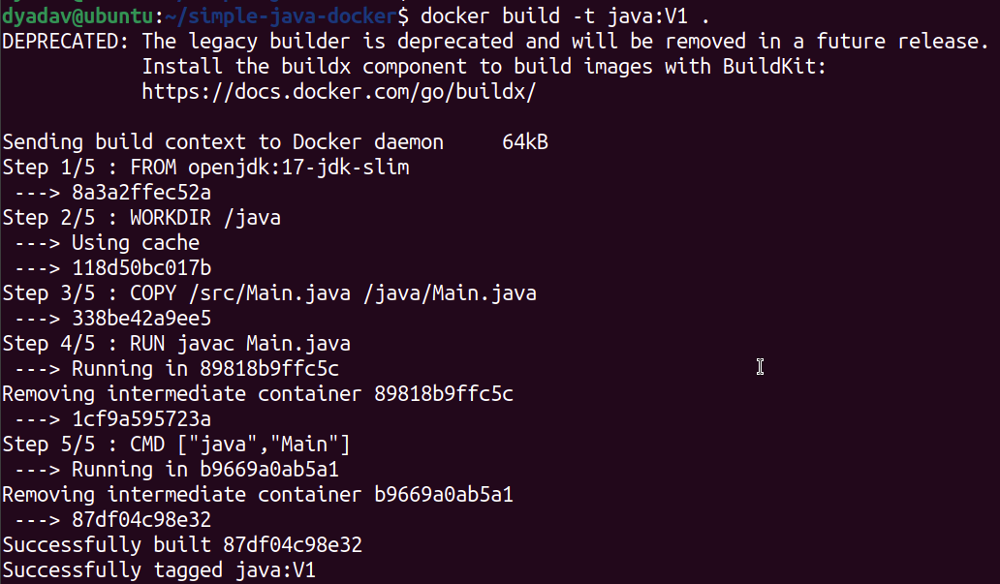 dyadav@ubuntu:~/simple-java-docker$ docker build -t java:V1 .
DEPRECATED: The legacy builder is deprecated and will be removed in a future release.
            Install the buildx component to build images with BuildKit:
            https://docs.docker.com/go/buildx/

Sending build context to Docker daemon     64kB
Step 1/5 : FROM openjdk:17-jdk-slim
 ---> 8a3a2ffec52a
Step 2/5 : WORKDIR /java
 ---> Using cache
 ---> 118d50bc017b
Step 3/5 : COPY /src/Main.java /java/Main.java
 ---> 338be42a9ee5
Step 4/5 : RUN javac Main.java
 ---> Running in 89818b9ffc5c
Removing intermediate container 89818b9ffc5c
 ---> 1cf9a595723a
Step 5/5 : CMD ["java","Main"]
 ---> Running in b9669a0ab5a1
Removing intermediate container b9669a0ab5a1
 ---> 87df04c98e32
Successfully built 87df04c98e32
Successfully tagged java:V1